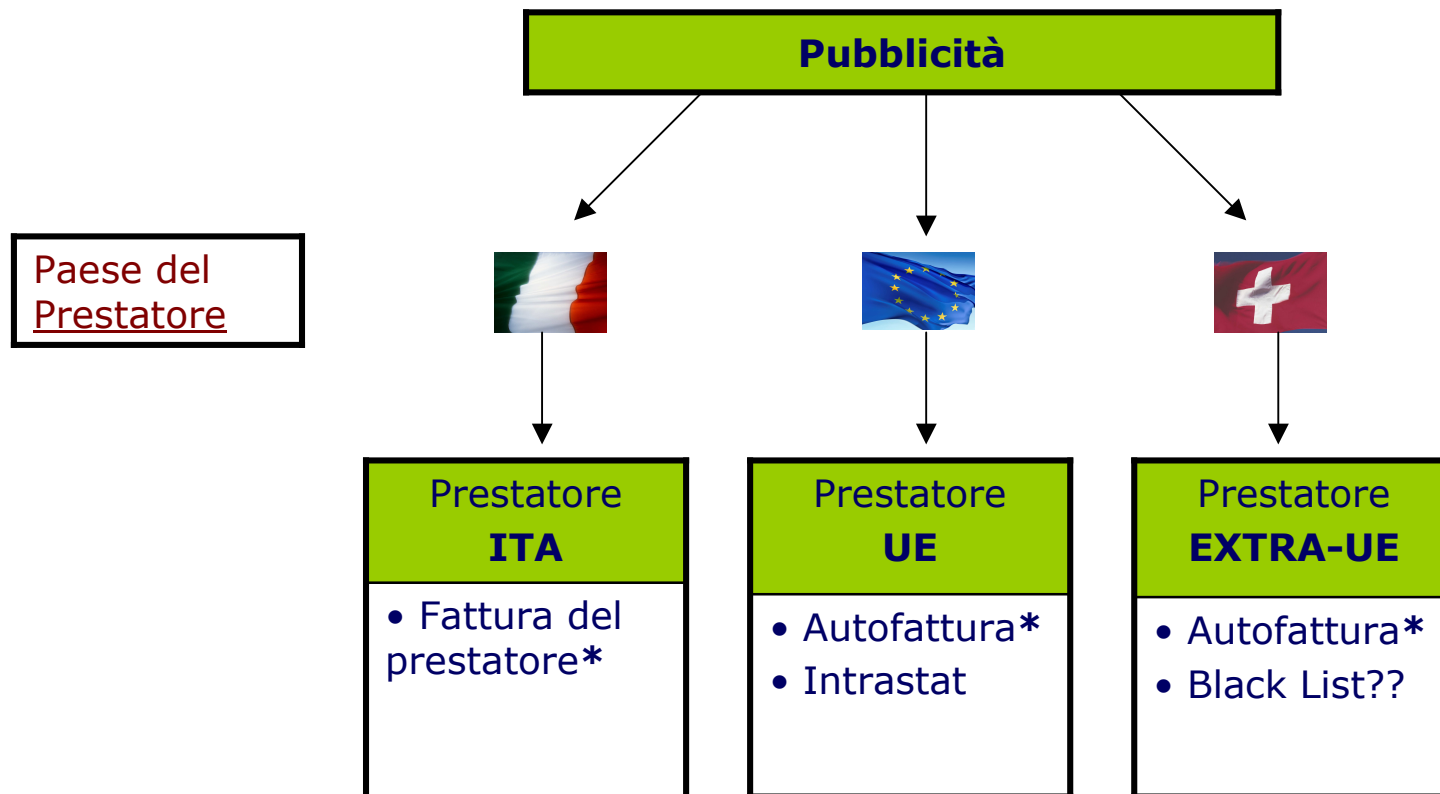 Pubblicità
Paese del
Prestatore
Prestatore
ITA
• Fattura del
prestatore*
Prestatore
UE
• Autofattura*
• Intrastat
Prestatore
EXTRA-UE
• Autofattura*
• Black List??